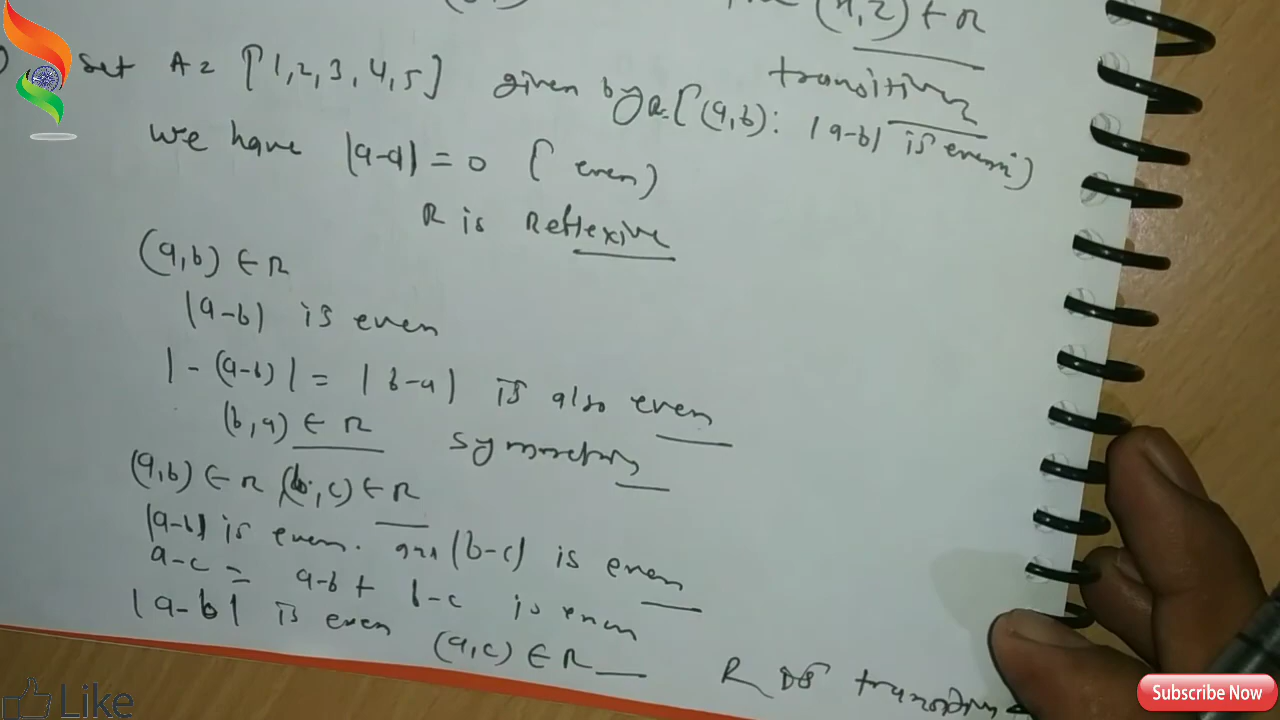 (1,2) ∈ R
transitive
Set A = {1,2,3,4,5} given by R={(a,b): |a-b| is even}
We have |a-a| = 0 ( even)
R is Reflexive
(a,b) ∈ R
|a-b| is even
|-(a-b)| = |b-a| is also even
(b,a) ∈ R symmetric
(a,b) ∈ R (b,c) ∈ R
|a-b| is even. and |b-c| is even
a-c = a-b + b-c is even
|a-b| is even (a,c) ∈ R R is transitive
Like
Subscribe Now